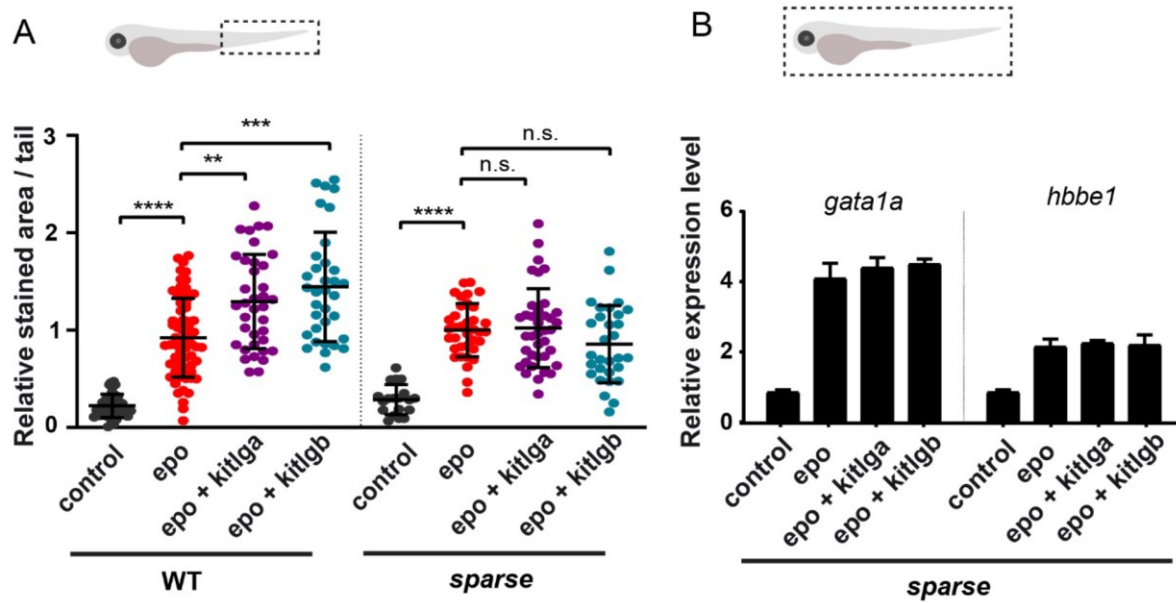 A
B
Relative stained area / tail
3
2
1
0
****
**
***
****
n.s.
n.s.
control
epo
epo + kitlga
epo + kitlgb
control
epo
epo + kitlga
epo + kitlgb
WT
sparse
Relative expression level
6
4
2
0
gata1a
hbbe1
control
epo
epo + kitlga
epo + kitlgb
control
epo
epo + kitlga
epo + kitlgb
sparse